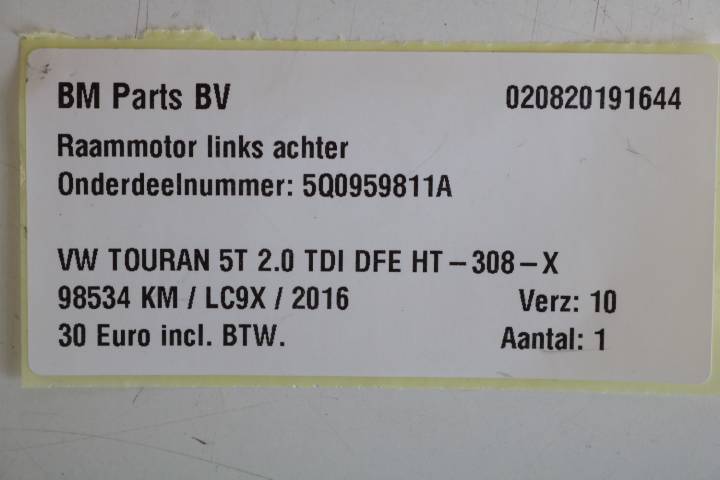 BM Parts BV 020820191644
Raammotor links achter
Onderdeelnummer: 5Q0959811A
VW TOURAN 5T 2.0 TDI DFE HT-308-X
98534 KM / LC9X / 2016 Verz: 10
30 Euro incl. BTW. Aantal: 1